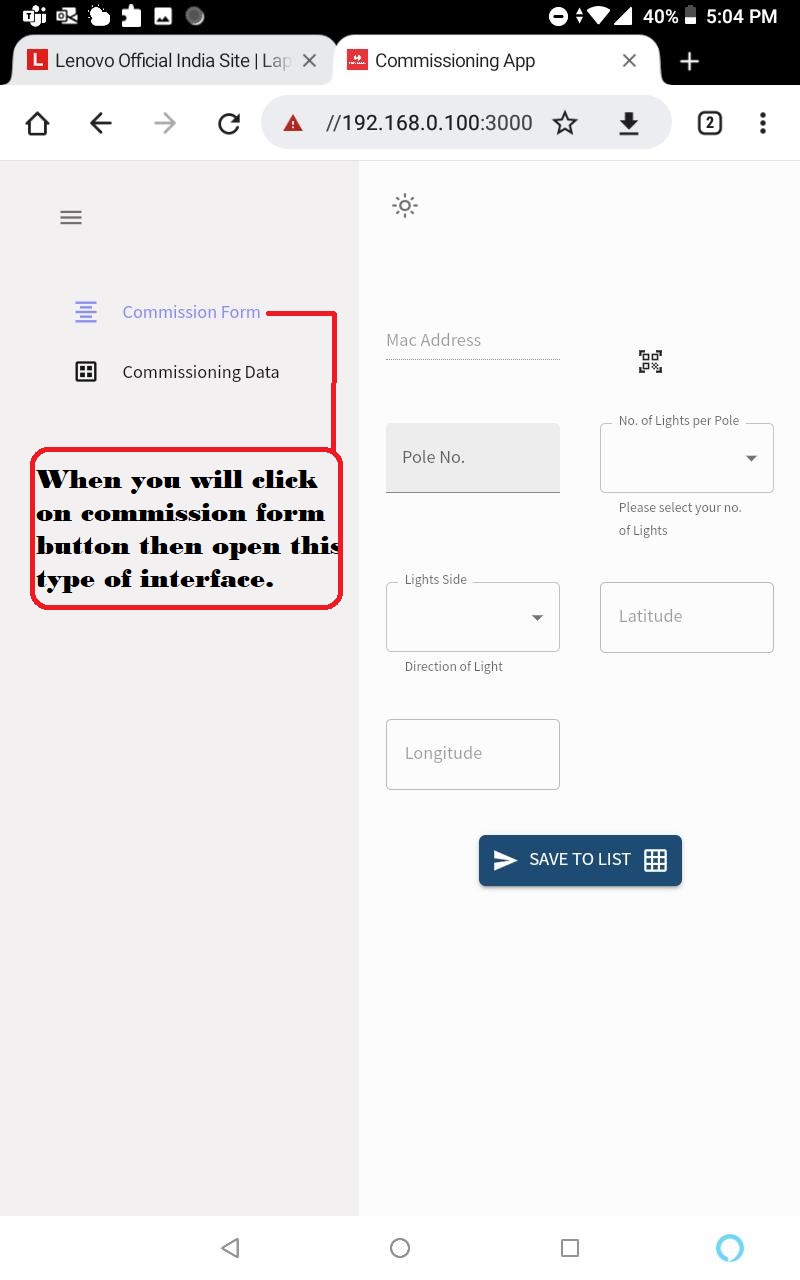 40% 5:04 PM
L Lenovo Official India Site | Lap
Commissioning App
//192.168.0.100:3000
2
Commission Form
Commissioning Data
When you will click
on commission form
button then open this
type of interface.
Mac Address
Pole No.
No. of Lights per Pole
Please select your no.
of Lights
Lights Side
Direction of Light
Latitude
Longitude
SAVE TO LIST